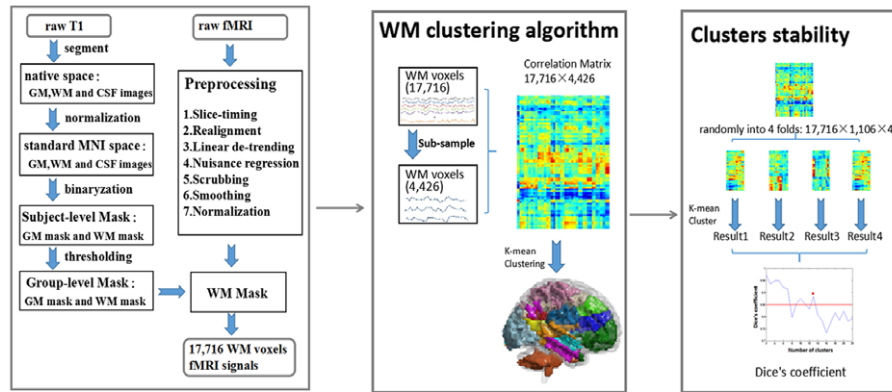 raw T1
segment
native space:
GM,WM and CSF images
normalization
standard MNI space:
GM,WM and CSF images
binaryzation
Subject-level Mask:
GM mask and WM mask
thresholding
Group-level Mask:
GM mask and WM mask
raw fMRI
Preprocessing
1.Slice-timing
2.Realignment
3.Linear de-trending
4.Nuisance regression
5.Scrubbing
6.Smoothing
7.Normalization
WM Mask
17,716 WM voxels
fMRI signals
WM clustering algorithm
WM voxels
(17,716)
Sub-sample
WM voxels
(4,426)
Correlation Matrix
17,716×4,426
K-mean
Clustering
Clusters stability
randomly into 4 folds: 17,716×1,106×4
K-mean
Cluster
Result1 Result2 Result3 Result4
Dice's coefficient
Number of clusters
Dice's coefficient